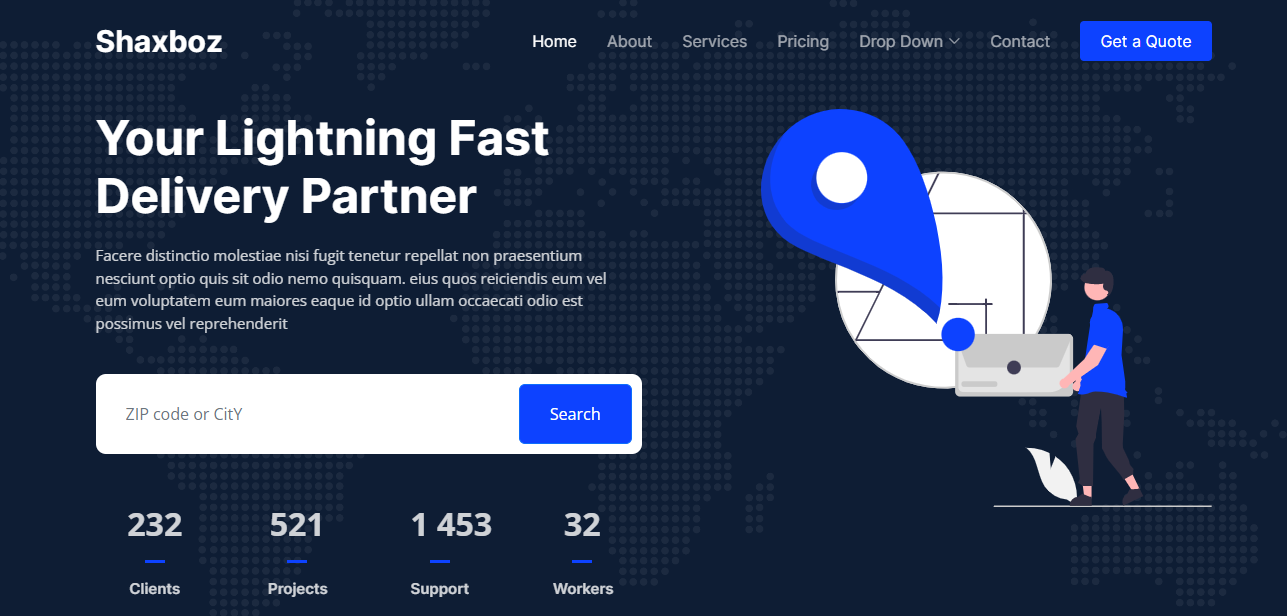 Shaxboz
Home About Services Pricing Drop Down Contact Get a Quote
Your Lightning Fast
Delivery Partner
Facere distinctio molestiae nisi fugit tenetur repellat non praesentium
nesciunt optio quis sit odio nemo quisquam. eius quos reiciendis eum vel
eum voluptatem eum maiores eaque id optio ullam occaecati odio est
possimus vel reprehenderit
ZIP code or CitY Search
232 521 1 453 32
Clients Projects Support Workers